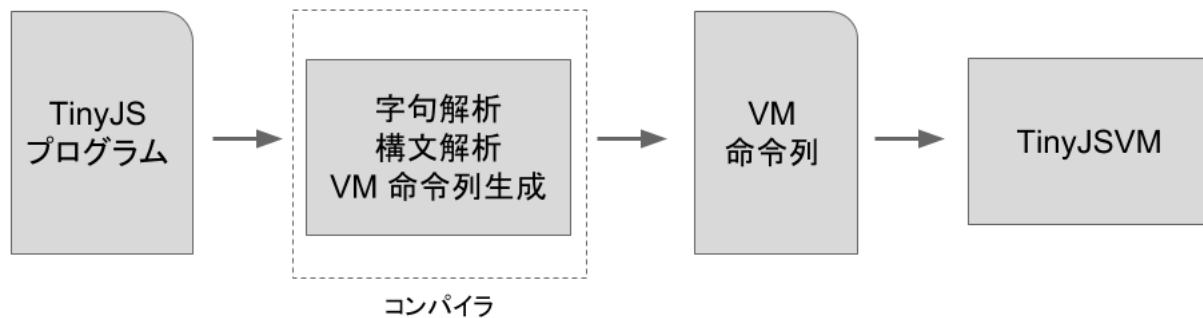 TinyJS
プログラム
字句解析
構文解析
VM 命令列生成
コンパイラ
VM
命令列
TinyJSVM